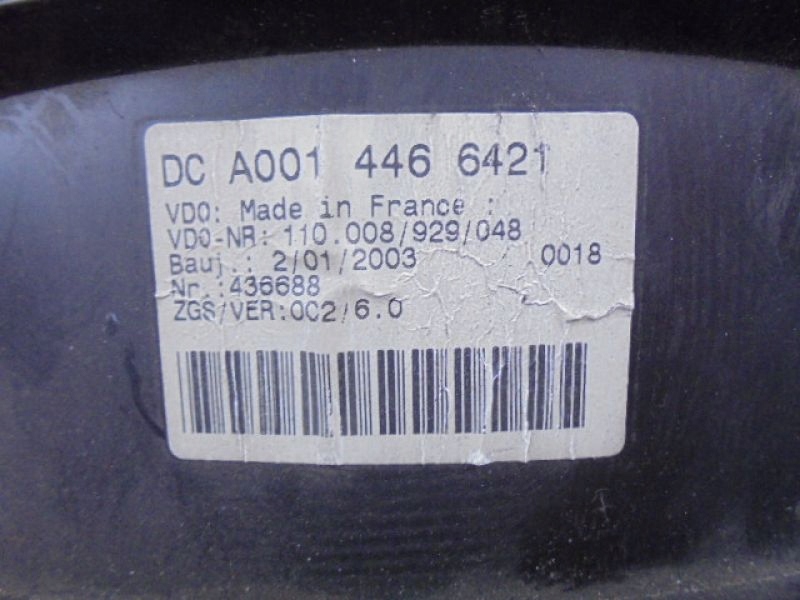 DC A001 446 6421
VDO: Made in France :
VDO-NR: 110.008/929/048
Bauj.: 2/01/2003 0018
Nr.:436688
ZGS/VER:0C2/6.0